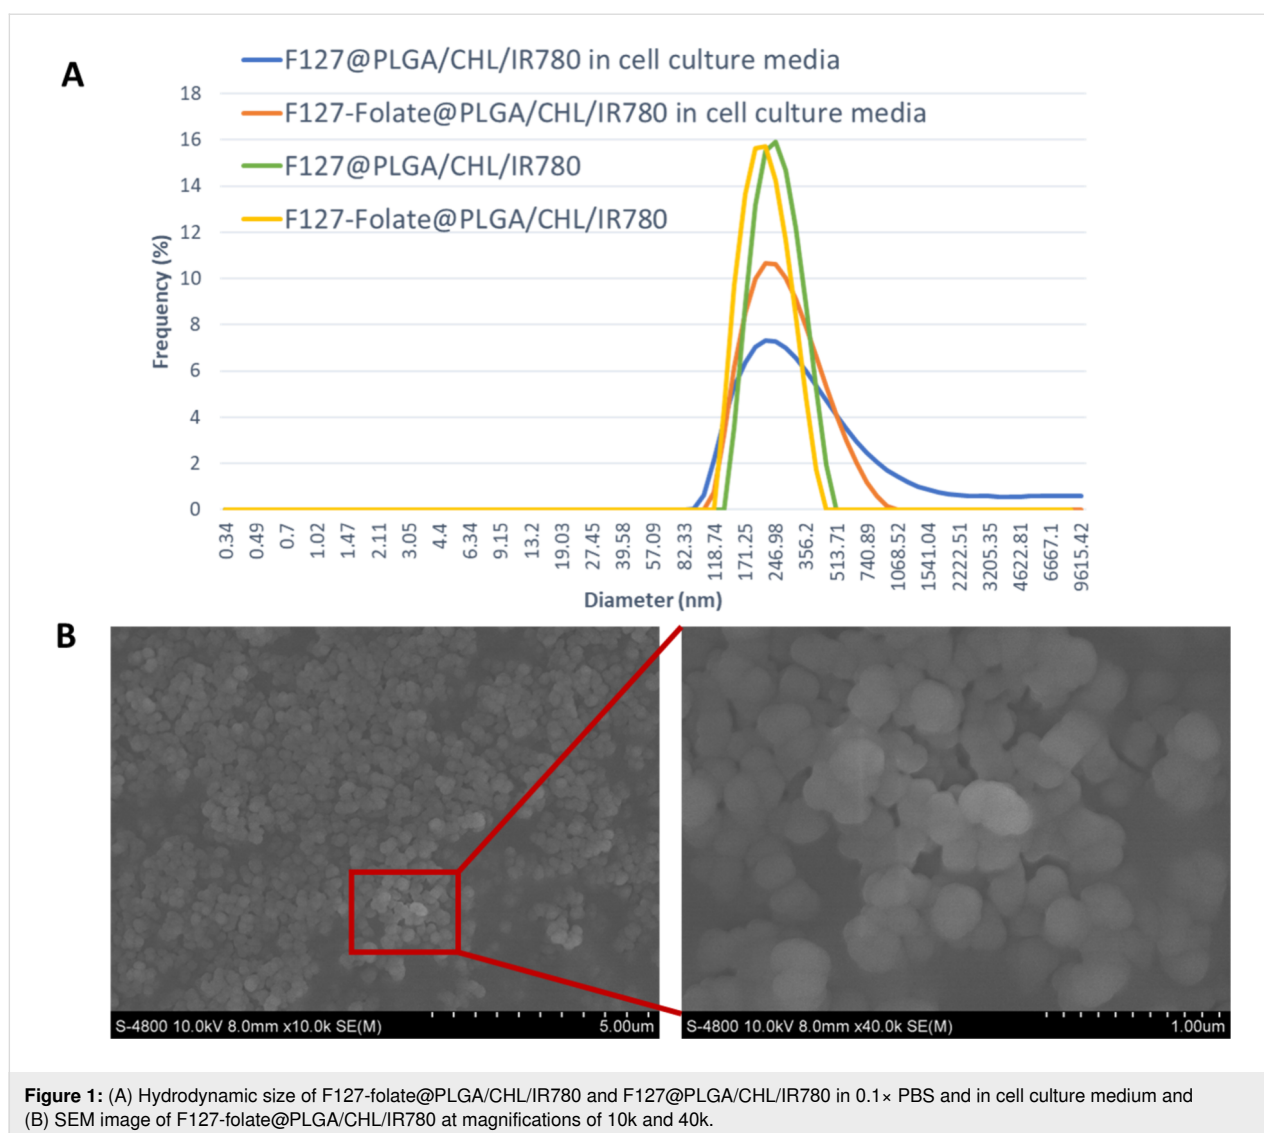 A
F127@PLGA/CHL/IR780 in cell culture media
F127-Folate@PLGA/CHL/IR780 in cell culture media
F127@PLGA/CHL/IR780
F127-Folate@PLGA/CHL/IR780
18
16
14
12
10
8
6
4
2
0
Frequency (%)
0.34 0.49 0.7 1.02 1.47 2.11 3.05 4.4 6.34 9.15 13.2 19.03 27.45 39.58 57.09 82.33 118.74 171.25 246.98 356.2 513.71 740.89 1068.52 1541.04 2222.51 3205.35 4622.81 6667.1 9615.42
Diameter (nm)
B
S-4800 10.0kV 8.0mm x10.0k SE(M) 5.00um
S-4800 10.0kV 8.0mm x40.0k SE(M) 1.00um
Figure 1: (A) Hydrodynamic size of F127-folate@PLGA/CHL/IR780 and F127@PLGA/CHL/IR780 in 0.1× PBS and in cell culture medium and
(B) SEM image of F127-folate@PLGA/CHL/IR780 at magnifications of 10k and 40k.